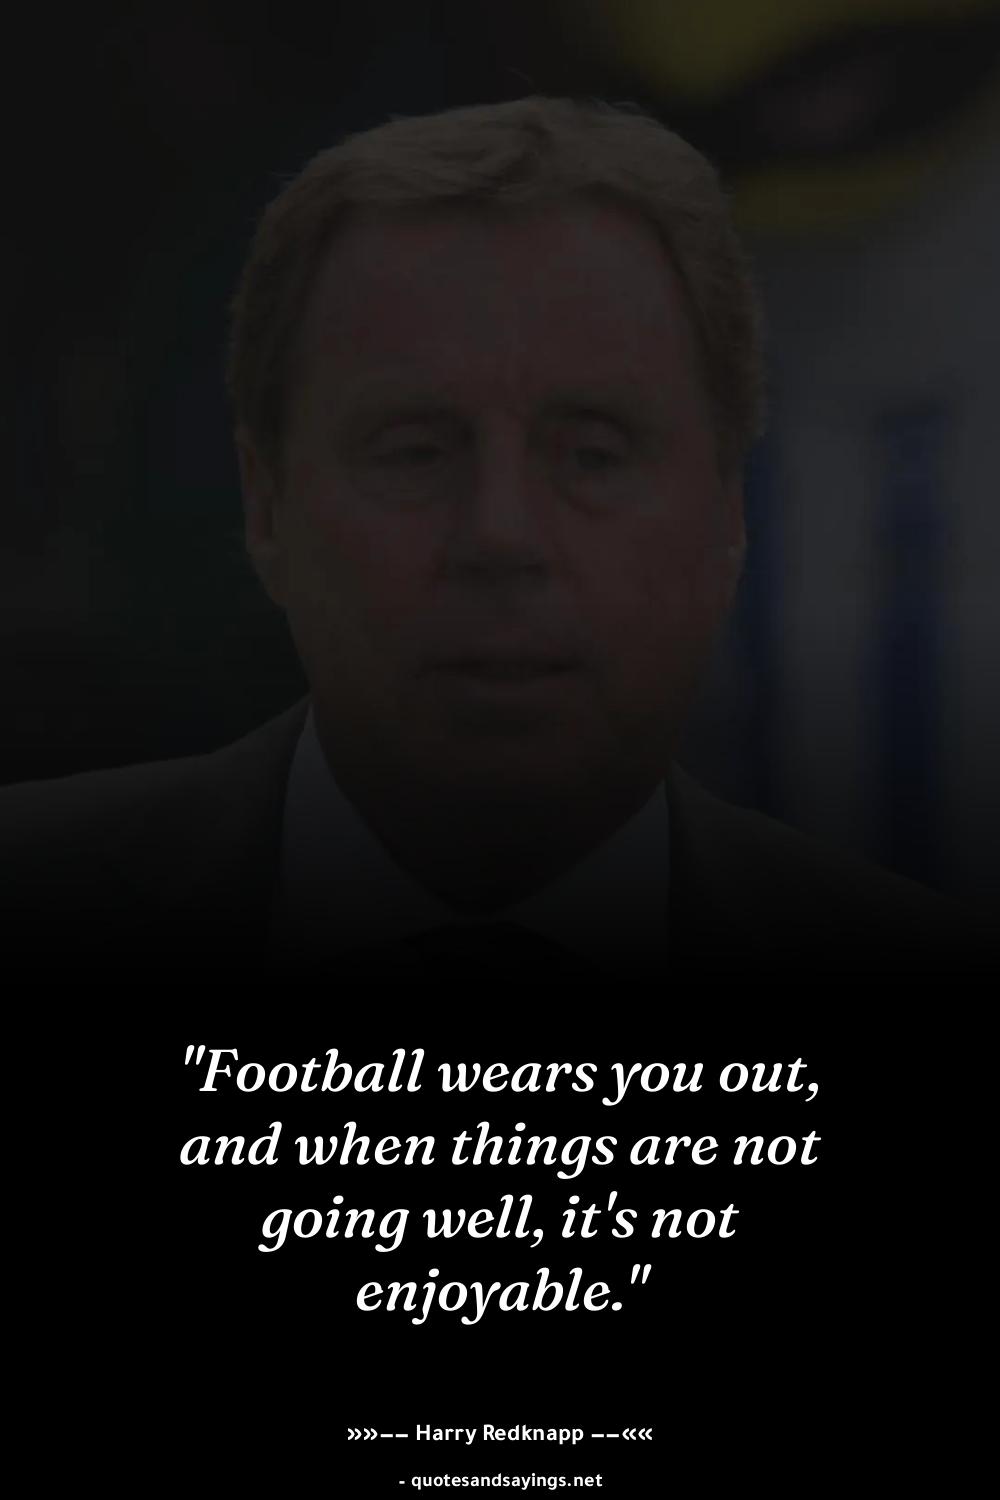 "Football wears you out,
and when things are not
going well, it's not
enjoyable."
»»−− Harry Redknapp −−««
- quotesandsayings.net